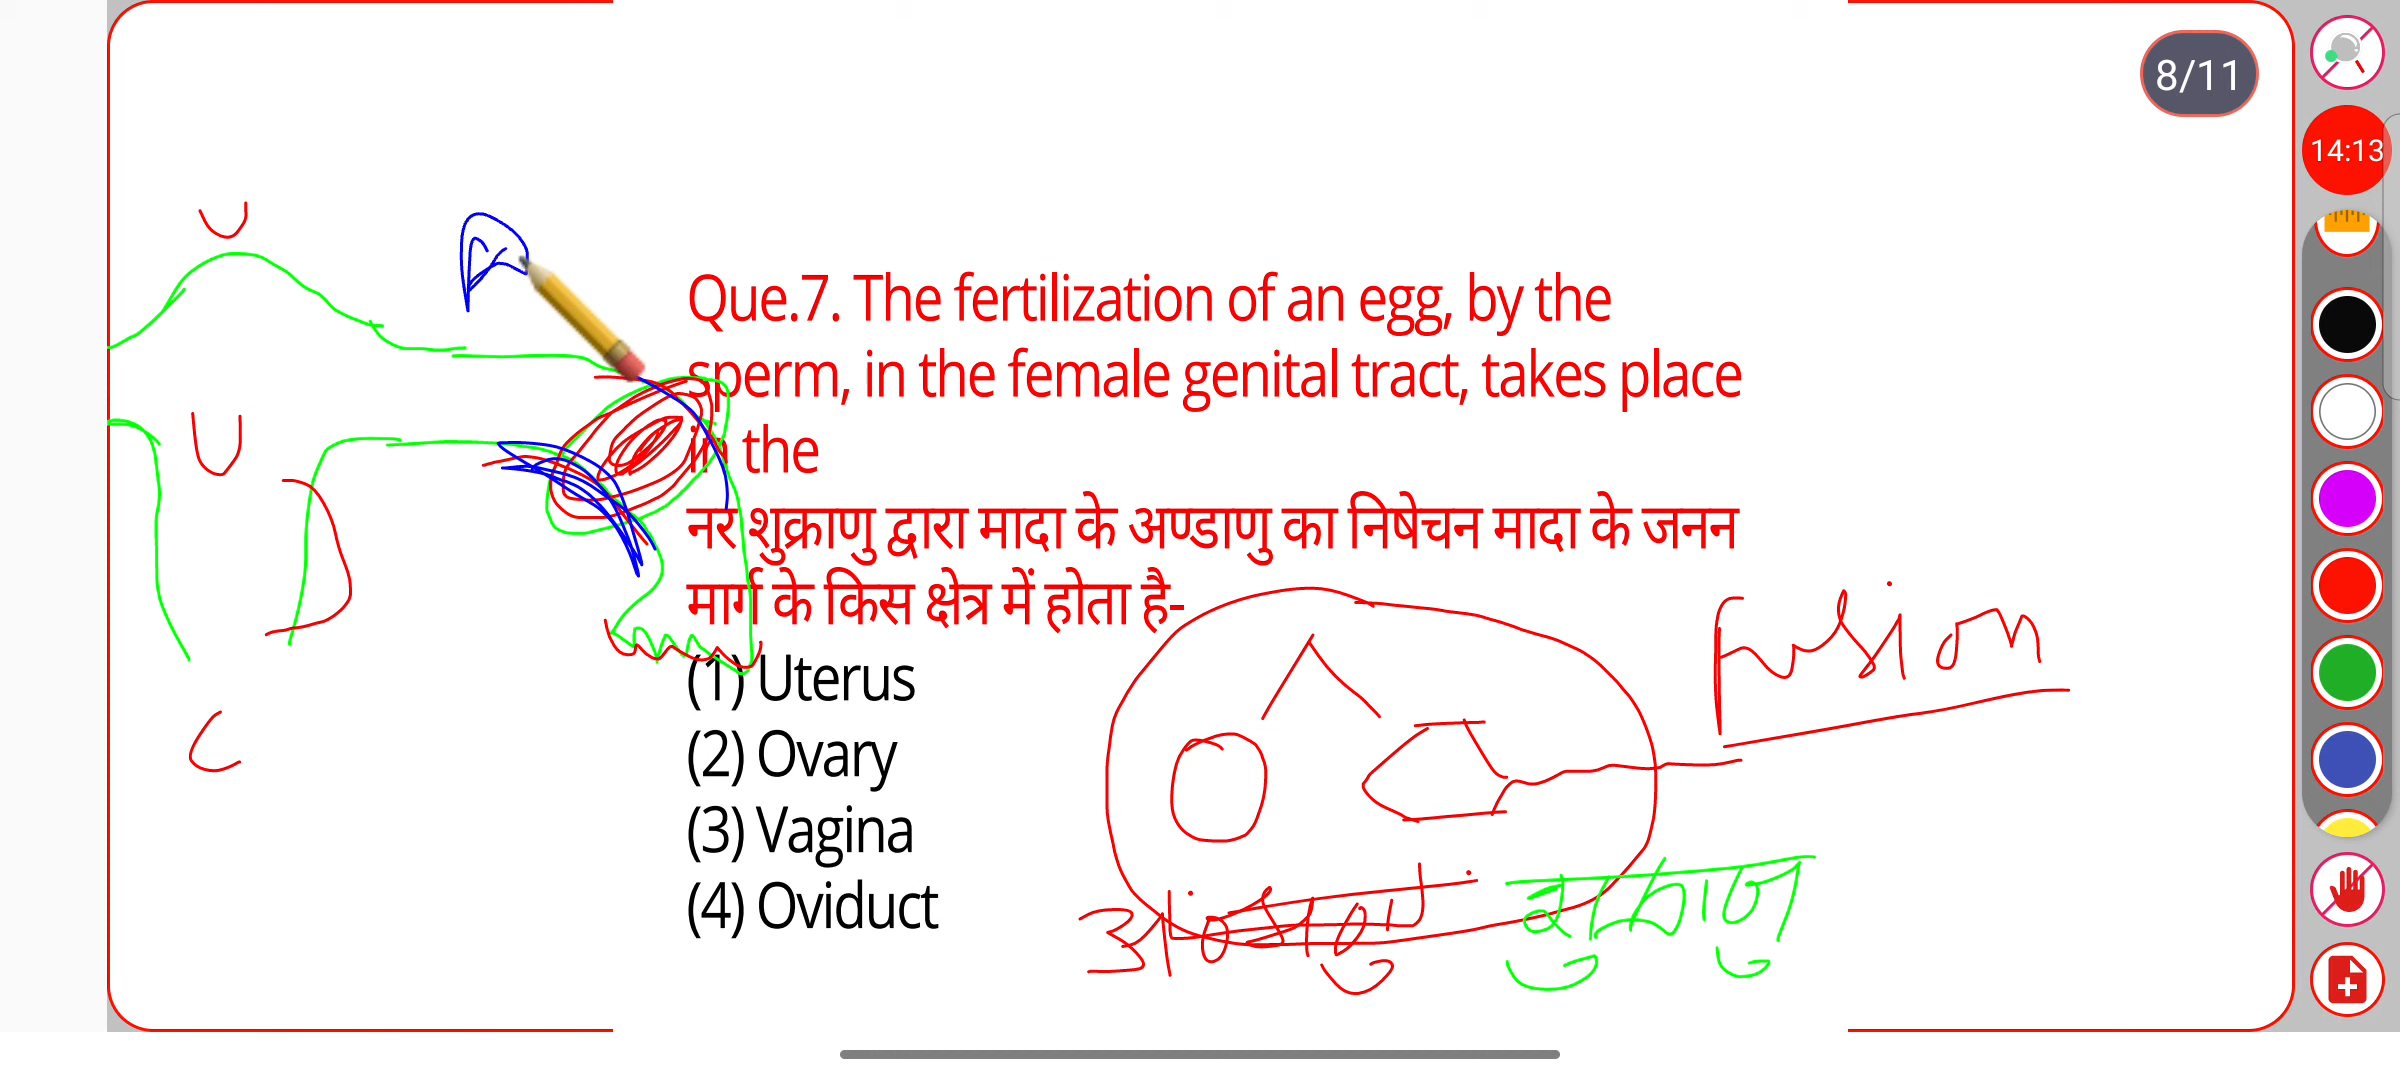 8/11
14:13
U
Que.7. The fertilization of an egg, by the
sperm, in the female genital tract, takes place
in the
U
नर शुक्राणु द्वारा मादा के अण्डाणु का निषेचन मादा के जनन
मार्ग के किस क्षेत्र में होता है-
Fusion
(1) Uterus
(2) Ovary
(3) Vagina
(4) Oviduct
C